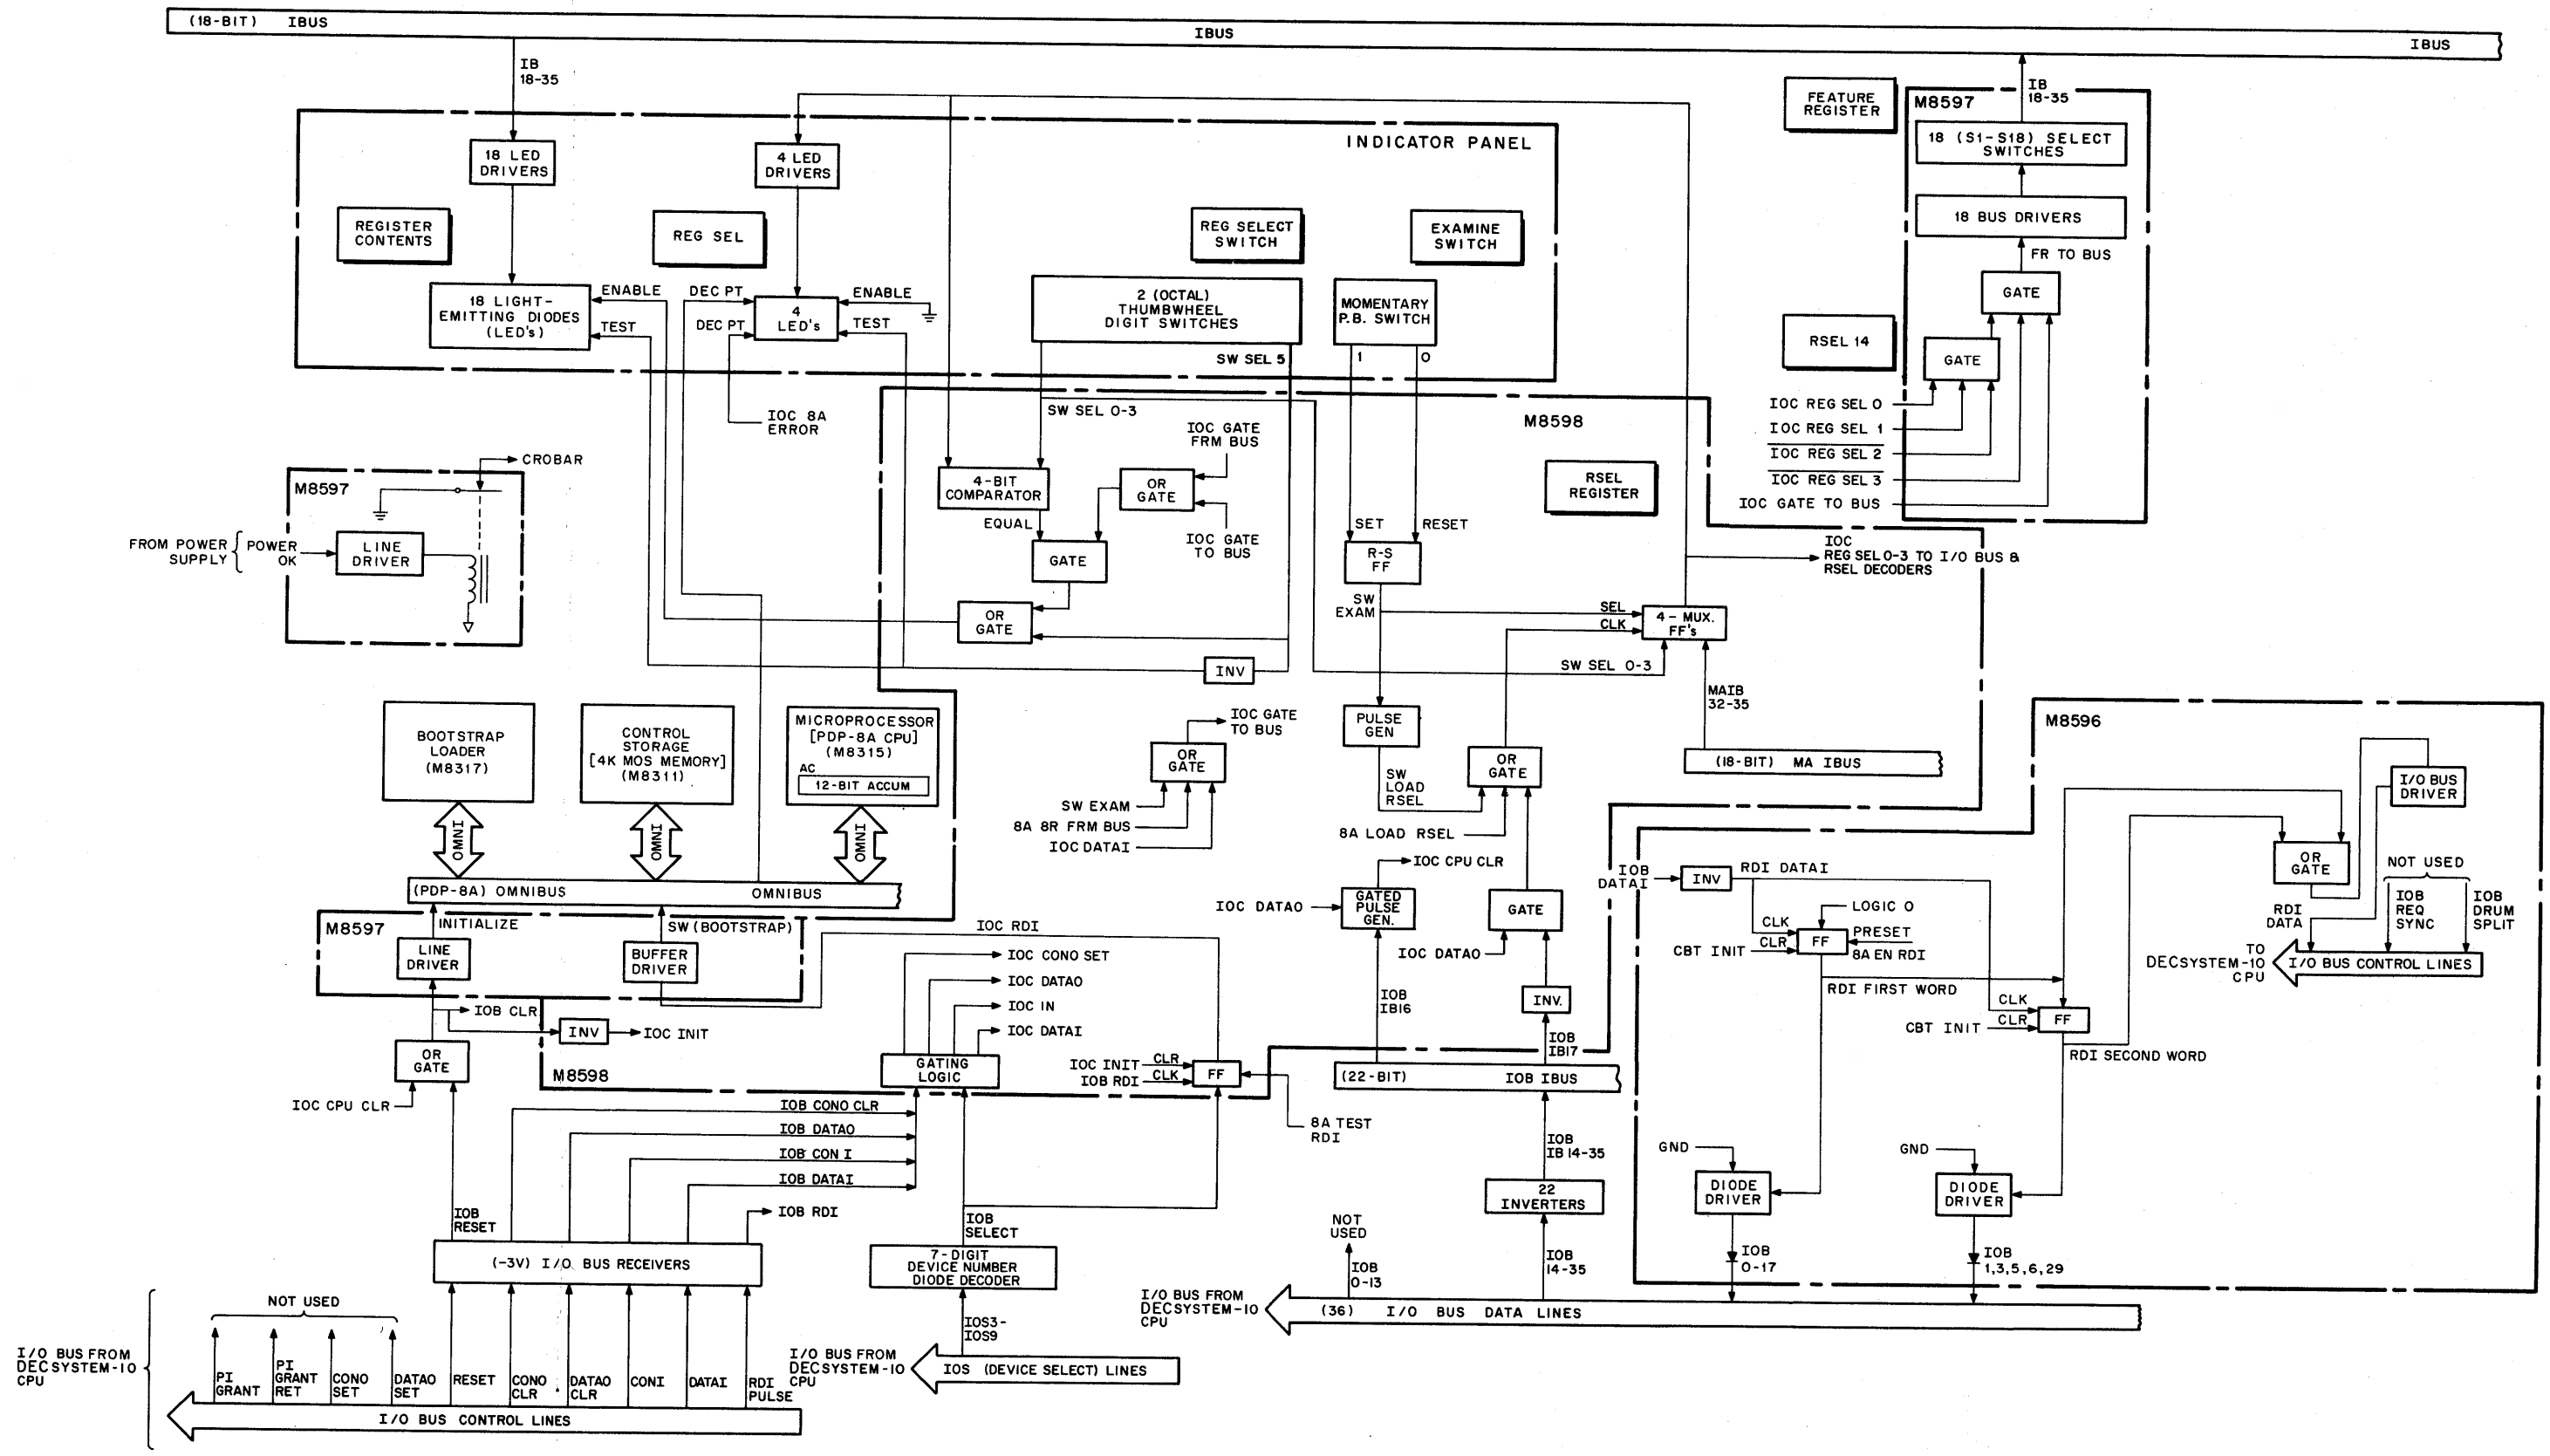 (18-BIT) IBUS
IBUS
IBUS
IB
18-35
INDICATOR PANEL
18 LED
DRIVERS
4 LED
DRIVERS
REGISTER
CONTENTS
REG SEL
REG SELECT
SWITCH
EXAMINE
SWITCH
18 LIGHT-
EMITTING DIODES
(LED's)
ENABLE
TEST
DEC PT
DEC PT
4
LED's
ENABLE
TEST
2 (OCTAL)
THUMBWHEEL
DIGIT SWITCHES
MOMENTARY
P.B. SWITCH
SW SEL 5
1
0
FEATURE
REGISTER
M8597
IB
18-35
18 (S1-S18) SELECT
SWITCHES
18 BUS DRIVERS
FR TO BUS
GATE
RSEL 14
GATE
IOC REG SEL 0
IOC REG SEL 1
IOC REG SEL 2
IOC REG SEL 3
IOC GATE TO BUS
IOC 8A
ERROR
SW SEL 0-3
M8598
IOC GATE
FRM BUS
4-BIT
COMPARATOR
OR
GATE
RSEL
REGISTER
EQUAL
IOC GATE
TO BUS
GATE
SET
RESET
R-S
FF
OR
GATE
SW
EXAM
IOC
REG SEL 0-3 TO I/O BUS &
RSEL DECODERS
SEL
CLK
4- MUX.
FF's
SW SEL 0-3
INV
MAIB
32-35
CROBAR
M8597
FROM POWER
SUPPLY
POWER
OK
LINE
DRIVER
BOOTSTRAP
LOADER
(M8317)
CONTROL
STORAGE
[4K MOS MEMORY]
(M8311)
MICROPROCESSOR
[PDP-8A CPU]
(M8315)
AC
12-BIT ACCUM
OMNI
OMNI
OMNI
(PDP-8A) OMNIBUS
OMNIBUS
IOC GATE
TO BUS
OR
GATE
SW EXAM
8A 8R FRM BUS
IOC DATAI
PULSE
GEN
SW
LOAD
RSEL
OR
GATE
8A LOAD RSEL
(18-BIT) MA IBUS
IOC CPU CLR
GATED
PULSE
GEN.
IOC DATAO
GATE
IOC DATAO
IOB
IB16
INV.
IOB
IB17
(22-BIT)
IOB IBUS
M8596
I/O BUS
DRIVER
IOB
DATAI
INV
RDI DATAI
OR
GATE
NOT USED
LOGIC 0
CLK
CLR
CBT INIT
FF
PRESET
8A EN RDI
RDI
DATA
IOB
REQ
SYNC
IOB
DRUM
SPLIT
TO
DECSYSTEM-10
CPU
I/O BUS CONTROL LINES
RDI FIRST WORD
CLK
CLR
CBT INIT
FF
RDI SECOND WORD
M8597
INITIALIZE
SW (BOOTSTRAP)
LINE
DRIVER
BUFFER
DRIVER
IOC RDI
IOC CONO SET
IOC DATAO
IOC IN
IOC DATAI
IOB CLR
INV
IOC INIT
OR
GATE
M8598
GATING
LOGIC
IOC INIT
IOB RDI
CLR
CLK
FF
IOC CPU CLR
8A TEST
RDI
IOB CONO CLR
IOB DATAO
IOB CON I
IOB DATAI
IOB RDI
IOB
RESET
IOB
SELECT
(-3V) I/O BUS RECEIVERS
7-DIGIT
DEVICE NUMBER
DIODE DECODER
IOB
IB 14-35
22
INVERTERS
NOT
USED
IOB
0-13
IOB
14-35
GND
DIODE
DRIVER
IOB
0-17
GND
DIODE
DRIVER
IOB
1,3,5,6,29
I/O BUS FROM
DECSYSTEM-10
CPU
(36) I/O BUS DATA LINES
NOT USED
I/O BUS FROM
DECSYSTEM-10
CPU
PI
GRANT
PI
GRANT
RET
CONO
SET
DATAO
SET
RESET
CONO
CLR
DATAO
CLR
CONI
DATAI
RDI
PULSE
I/O BUS CONTROL LINES
IOS3-
IOS9
I/O BUS FROM
DECSYSTEM-10
CPU
IOS (DEVICE SELECT) LINES